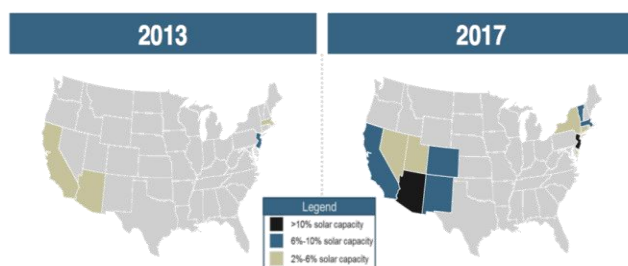 2013
2017
Legend
>10% solar capacity
6%-10% solar capacity
2%-6% solar capacity